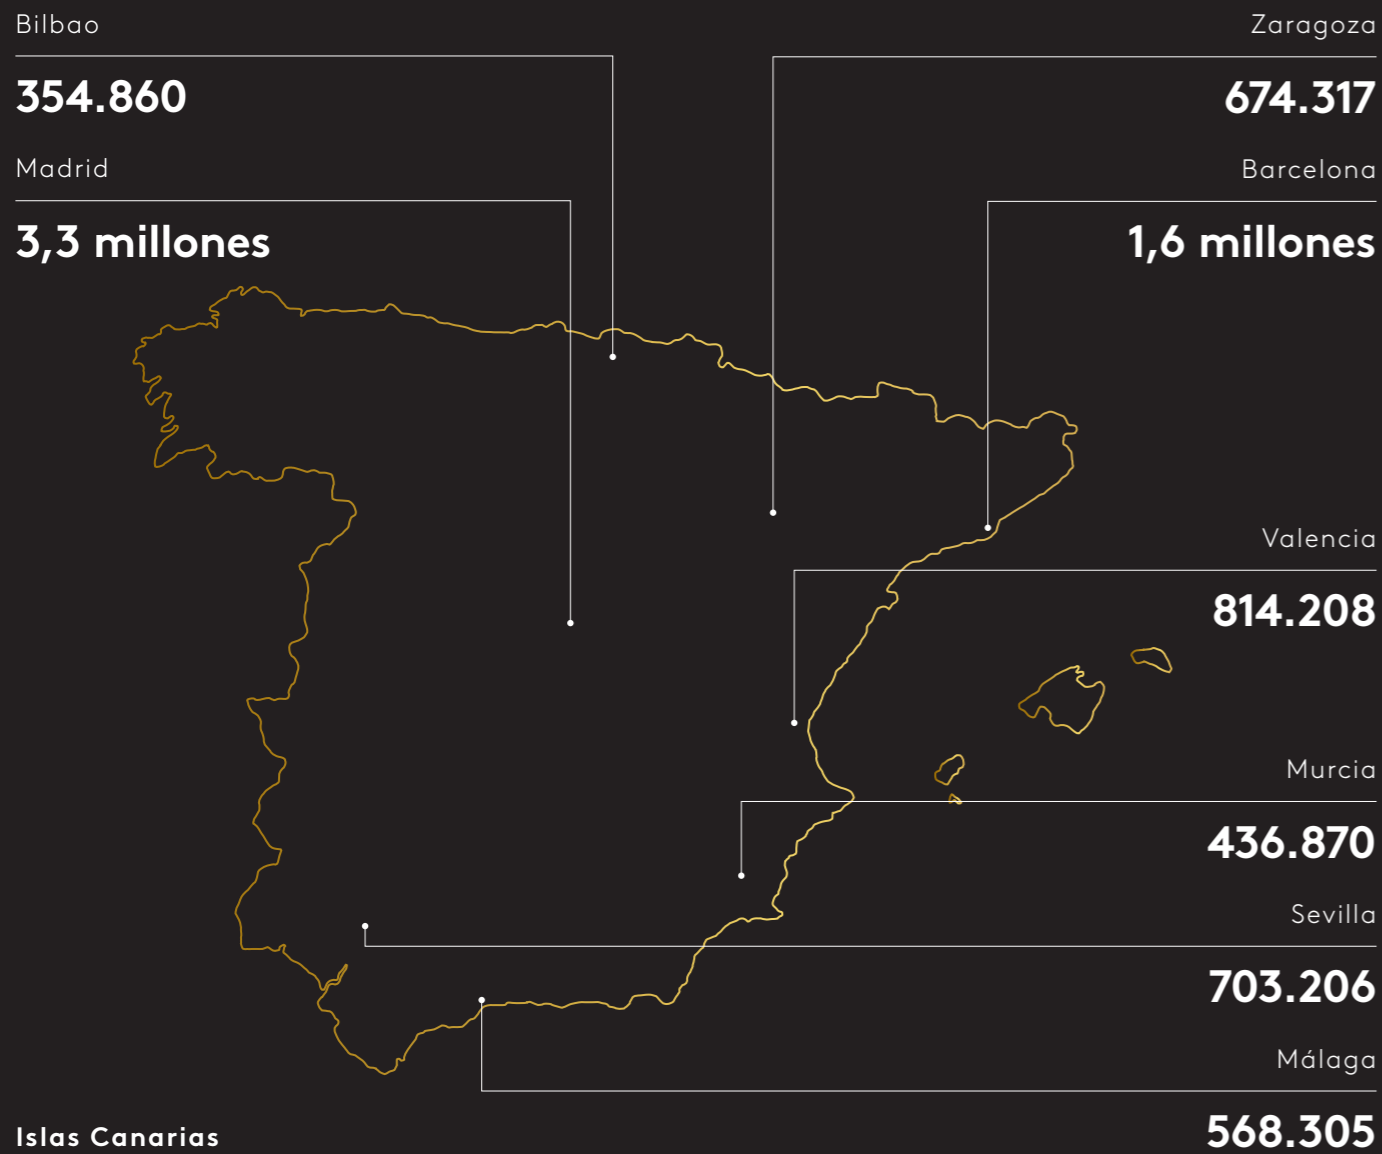 Bilbao
354.860
Madrid
3,3 millones
Zaragoza
674.317
Barcelona
1,6 millones
Valencia
814.208
Murcia
436.870
Sevilla
703.206
Málaga
568.305
Islas Canarias